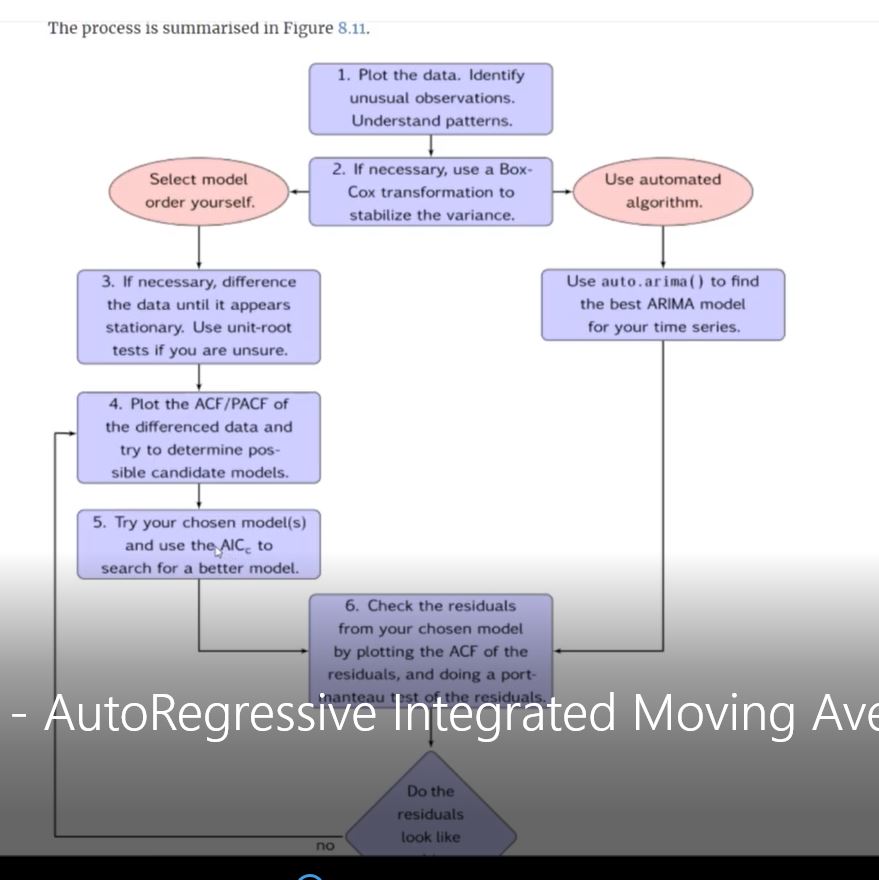 The process is summarised in Figure 8.11.
1. Plot the data. Identify
unusual observations.
Understand patterns.
Select model
order yourself.
2. If necessary, use a Box-
Cox transformation to
stabilize the variance.
Use automated
algorithm.
3. If necessary, difference
the data until it appears
stationary. Use unit-root
tests if you are unsure.
Use auto.arima() to find
the best ARIMA model
for your time series.
4. Plot the ACF/PACF of
the differenced data and
try to determine pos-
sible candidate models.
5. Try your chosen model(s)
and use the AICc to
search for a better model.
6. Check the residuals
from your chosen model
by plotting the ACF of the
residuals, and doing a port-
manteau test of the residuals.
- AutoRegressive Integrated Moving Ave
Do the
residuals
look like
no